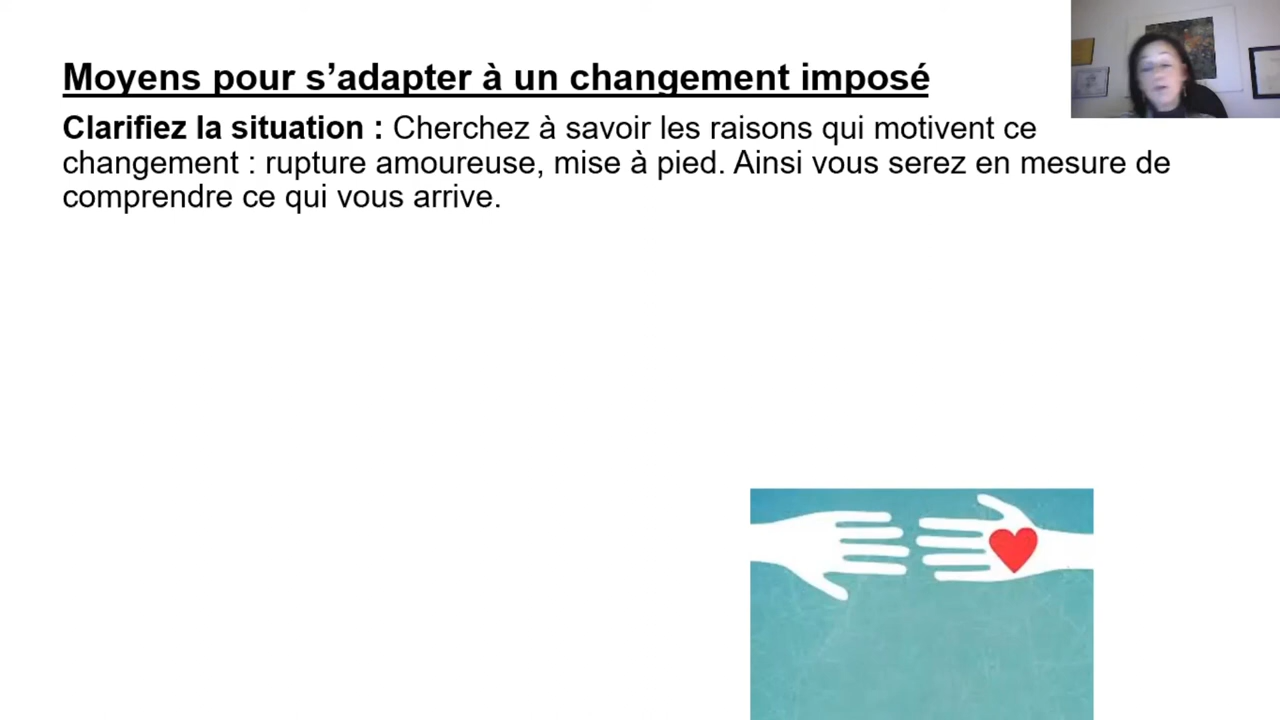 Moyens pour s’adapter à un changement imposé
Clarifiez la situation : Cherchez à savoir les raisons qui motivent ce
changement : rupture amoureuse, mise à pied. Ainsi vous serez en mesure de
comprendre ce qui vous arrive.